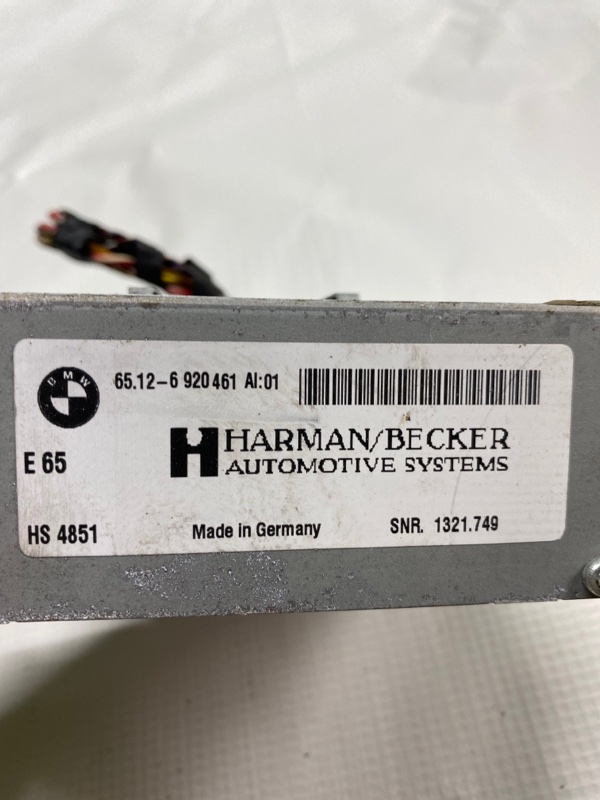 BMW
65.12-6 920 461 AI:01
HARMAN/BECKER
AUTOMOTIVE SYSTEMS
E 65
HS 4851
Made in Germany
SNR. 1321.749